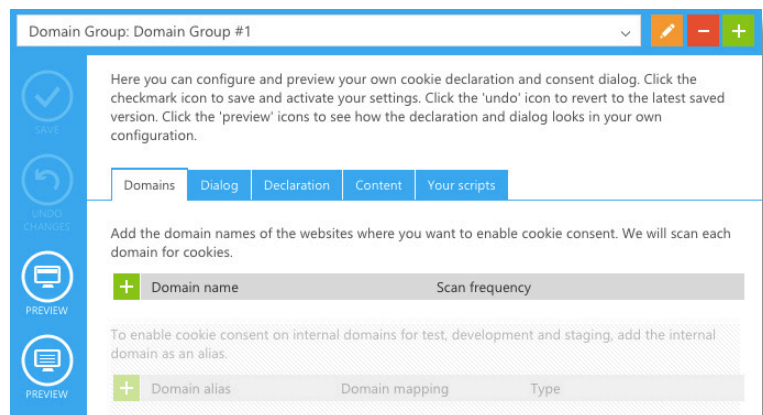 Domain Group: Domain Group #1
Here you can configure and preview your own cookie declaration and consent dialog. Click the
checkmark icon to save and activate your settings. Click the 'undo' icon to revert to the latest saved
version. Click the 'preview' icons to see how the declaration and dialog looks in your own
configuration.
SAVE
Domains Dialog Declaration Content Your scripts
UNDO
CHANGES
Add the domain names of the websites where you want to enable cookie consent. We will scan each
domain for cookies.
Domain name Scan frequency
PREVIEW
To enable cookie consent on internal domains for test, development and staging, add the internal
domain as an alias.
Domain alias Domain mapping Type
PREVIEW